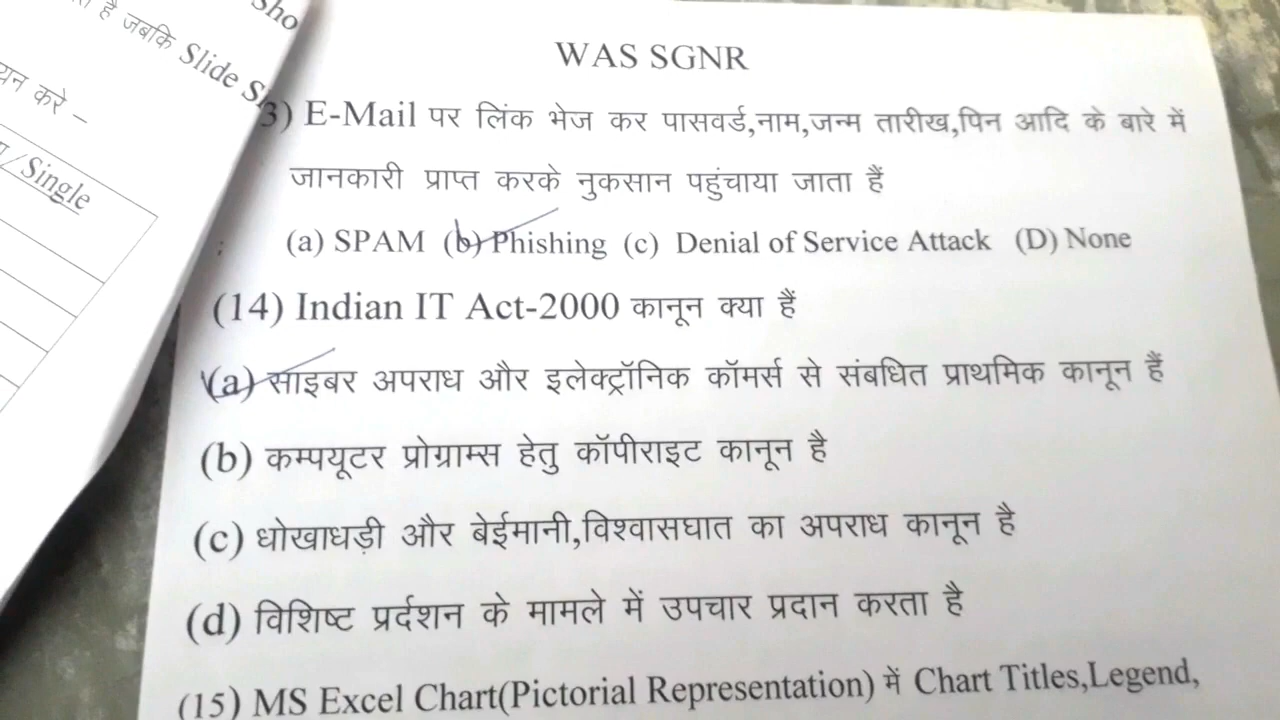 Sho
है जबकि Slide S
यन करे –
/ Single
WAS SGNR
3) E-Mail पर लिंक भेज कर पासवर्ड,नाम,जन्म तारीख,पिन आदि के बारे में
जानकारी प्राप्त करके नुकसान पहुंचाया जाता हैं
(a) SPAM (b) Phishing (c) Denial of Service Attack (D) None
(14) Indian IT Act-2000 कानून क्या हैं
(a) साइबर अपराध और इलेक्ट्रॉनिक कॉमर्स से संबधित प्राथमिक कानून हैं
(b) कम्पयूटर प्रोग्राम्स हेतु कॉपीराइट कानून है
(c) धोखाधड़ी और बेईमानी,विश्वासघात का अपराध कानून है
(d) विशिष्ट प्रर्दशन के मामले में उपचार प्रदान करता है
(15) MS Excel Chart(Pictorial Representation) में Chart Titles,Legend,